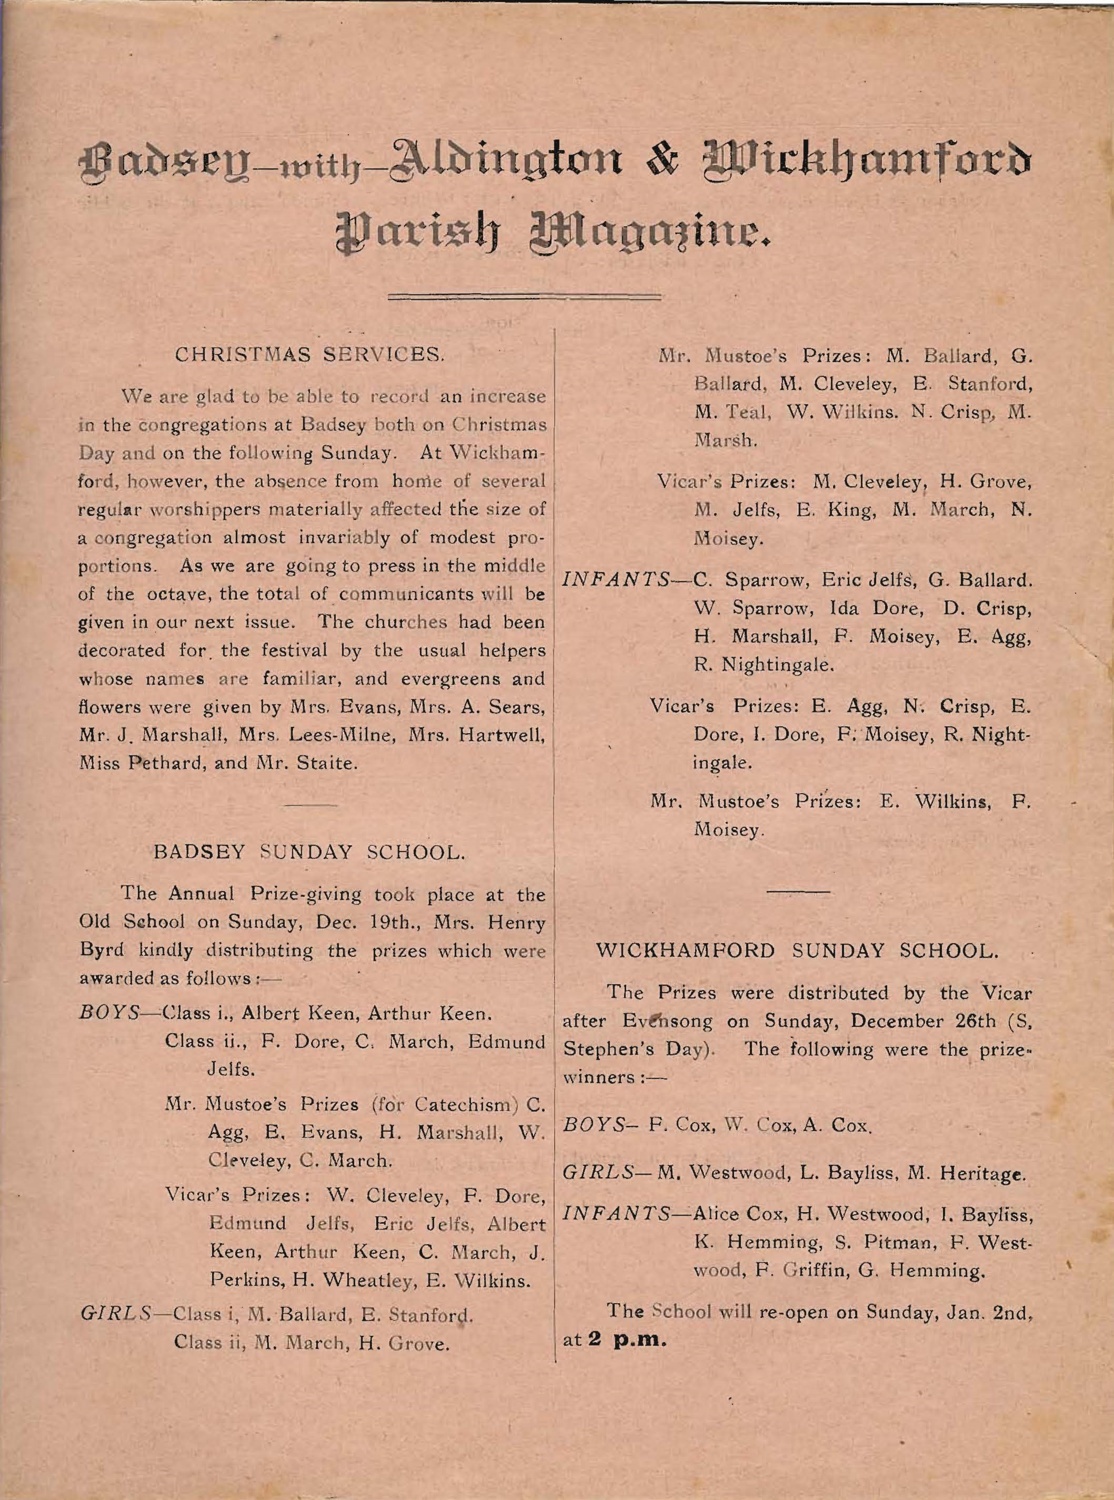 Badsey—with—Aldington & Wickhamford
Parish Magazine.
CHRISTMAS SERVICES.
We are glad to be able to record an increase
in the congregations at Badsey both on Christmas
Day and on the following Sunday. At Wickham-
ford, however, the absence from home of several
regular worshippers materially affected the size of
a congregation almost invariably of modest pro-
portions. As we are going to press in the middle
of the octave, the total of communicants will be
given in our next issue. The churches had been
decorated for the festival by the usual helpers
whose names are familiar, and evergreens and
flowers were given by Mrs. Evans, Mrs. A. Sears,
Mr. J. Marshall, Mrs. Lees-Milne, Mrs. Hartwell,
Miss Pethard, and Mr. Staite.
BADSEY SUNDAY SCHOOL.
The Annual Prize-giving took place at the
Old School on Sunday, Dec. 19th., Mrs. Henry
Byrd kindly distributing the prizes which were
awarded as follows :—
BOYS—Class i., Albert Keen, Arthur Keen.
Class ii., F. Dore, C. March, Edmund
Jelfs.
Mr. Mustoe's Prizes (for Catechism) C.
Agg, E. Evans, H. Marshall, W.
Cleveley, C. March.
Vicar's Prizes : W. Cleveley, F. Dore,
Edmund Jelfs, Eric Jelfs, Albert
Keen, Arthur Keen, C. March, J.
Perkins, H. Wheatley, E. Wilkins.
GIRLS—Class i, M. Ballard, E. Stanford.
Class ii, M. March, H. Grove.
Mr. Mustoe's Prizes : M. Ballard, G.
Ballard, M. Cleveley, E. Stanford,
M. Teal, W. Wilkins. N. Crisp, M.
Marsh.
Vicar's Prizes: M. Cleveley, H. Grove,
M. Jelfs, E. King, M. March, N.
Moisey.
INFANTS—C. Sparrow, Eric Jelfs, G. Ballard.
W. Sparrow, Ida Dore, D. Crisp,
H. Marshall, F. Moisey, E. Agg,
R. Nightingale.
Vicar's Prizes: E. Agg, N. Crisp, E.
Dore, I. Dore, F. Moisey, R. Night-
ingale.
Mr. Mustoe's Prizes: E. Wilkins, F.
Moisey.
WICKHAMFORD SUNDAY SCHOOL.
The Prizes were distributed by the Vicar
after Evensong on Sunday, December 26th (S.
Stephen's Day). The following were the prize-
winners :—
BOYS– F. Cox, W. Cox, A. Cox.
GIRLS— M. Westwood, L. Bayliss, M. Heritage.
INFANTS—Alice Cox, H. Westwood, I. Bayliss,
K. Hemming, S. Pitman, F. West-
wood, F. Griffin, G. Hemming.
The School will re-open on Sunday, Jan. 2nd,
at 2 p.m.